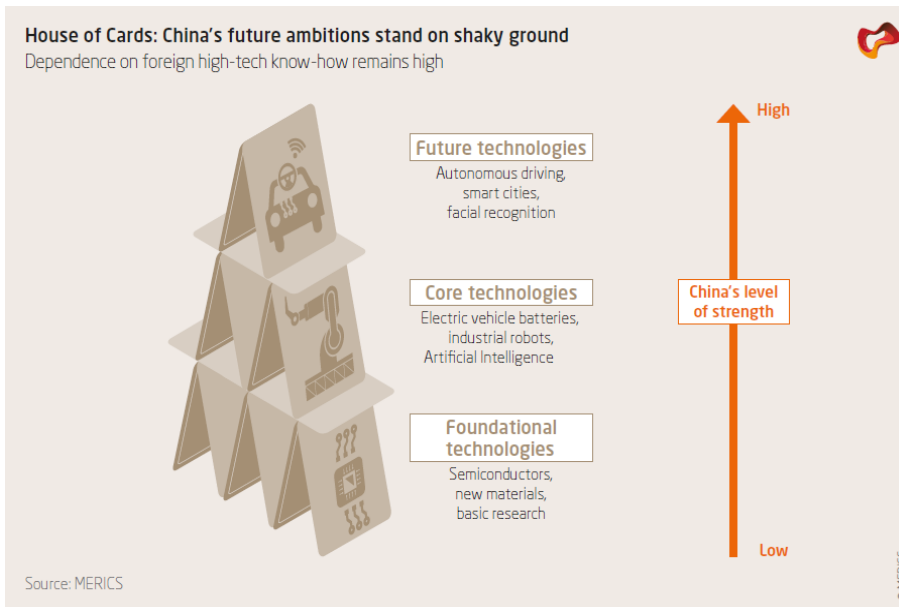 House of Cards: China's future ambitions stand on shaky ground
Dependence on foreign high-tech know-how remains high
High
Future technologies
Autonomous driving,
smart cities,
facial recognition
Core technologies
Electric vehicle batteries,
industrial robots,
Artificial Intelligence
China's level
of strength
Foundational
technologies
Semiconductors,
new materials,
basic research
Low
Source: MERICS